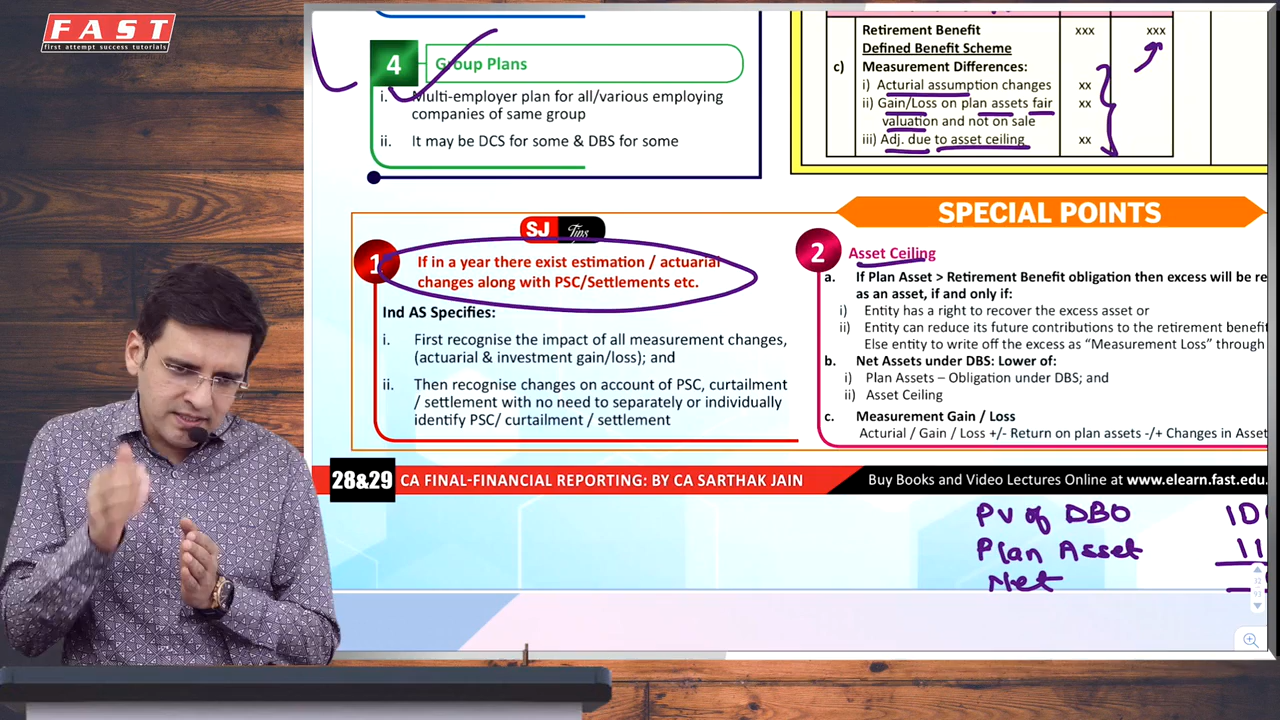 FAST
first attempt success tutorials
4
Group Plans
i. Multi-employer plan for all/various employing
companies of same group
ii. It may be DCS for some & DBS for some
Retirement Benefit xxx xxx
Defined Benefit Scheme
c) Measurement Differences:
i) Acturial assumption changes xx
ii) Gain/Loss on plan assets fair xx
valuation and not on sale
iii) Adj. due to asset ceiling xx
SPECIAL POINTS
SJ Tips
1
If in a year there exist estimation / actuarial
changes along with PSC/Settlements etc.
Ind AS Specifies:
i. First recognise the impact of all measurement changes,
(actuarial & investment gain/loss); and
ii. Then recognise changes on account of PSC, curtailment
/ settlement with no need to separately or individually
identify PSC/ curtailment / settlement
2
Asset Ceiling
a. If Plan Asset > Retirement Benefit obligation then excess will be re
as an asset, if and only if:
i) Entity has a right to recover the excess asset or
ii) Entity can reduce its future contributions to the retirement benefit
Else entity to write off the excess as “Measurement Loss” through
b. Net Assets under DBS: Lower of:
i) Plan Assets – Obligation under DBS; and
ii) Asset Ceiling
c. Measurement Gain / Loss
Acturial / Gain / Loss +/- Return on plan assets -/+ Changes in Asset
28&29 CA FINAL-FINANCIAL REPORTING: BY CA SARTHAK JAIN
Buy Books and Video Lectures Online at www.elearn.fast.edu.
PV of DBO
Plan Asset 11
Net